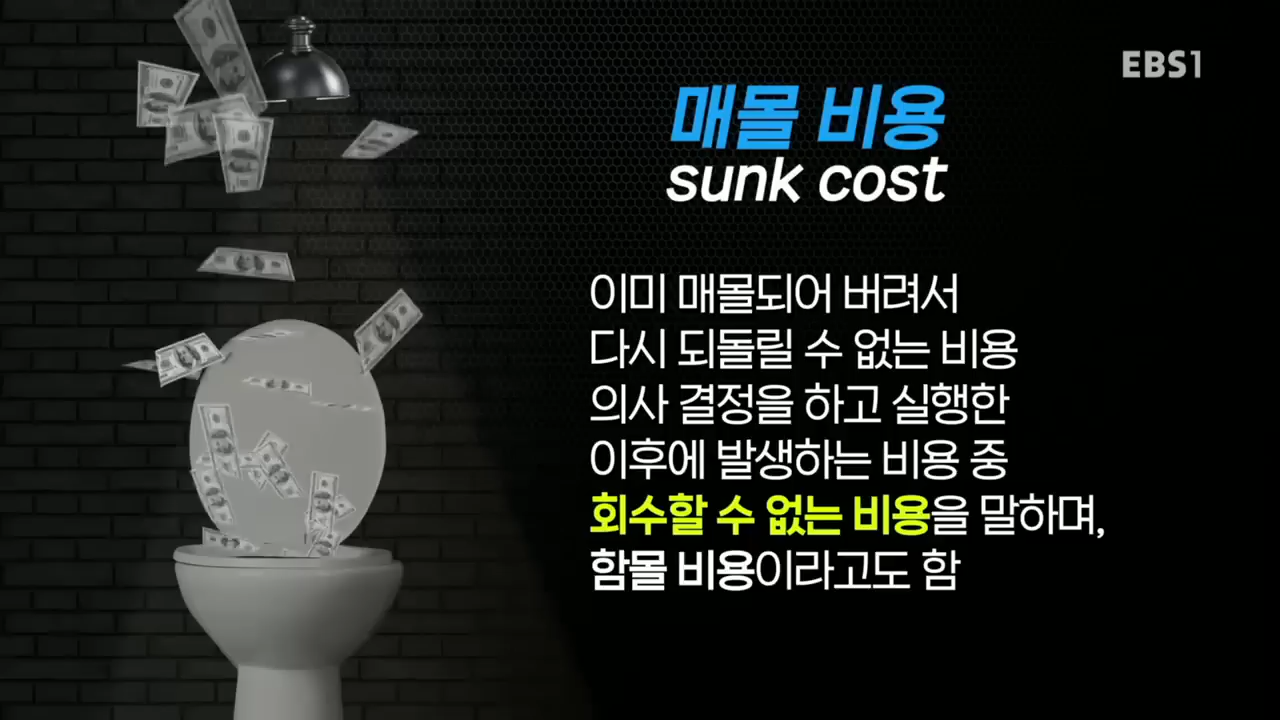 EBS1
매몰 비용
sunk cost
이미 매몰되어 버려서
다시 되돌릴 수 없는 비용
의사 결정을 하고 실행한
이후에 발생하는 비용 중
회수할 수 없는 비용을 말하며,
함몰 비용이라고도 함